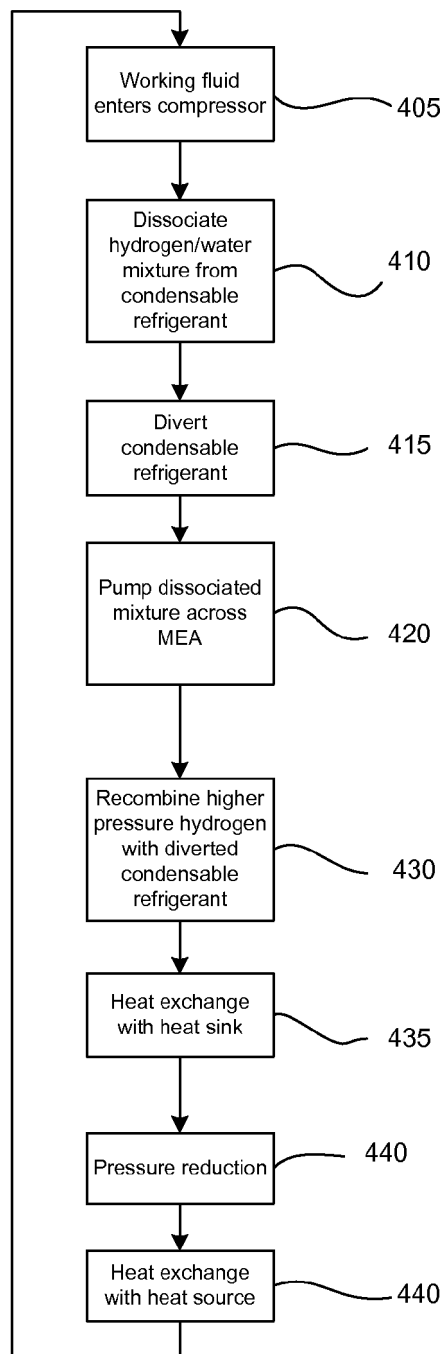 Working fluid
enters compressor
405
Dissociate
hydrogen/water
mixture from
condensable
refrigerant
410
Divert
condensable
refrigerant
415
Pump dissociated
mixture across
MEA
420
Recombine higher
pressure hydrogen
with diverted
condensable
refrigerant
430
Heat exchange
with heat sink
435
Pressure reduction
440
Heat exchange
with heat source
440